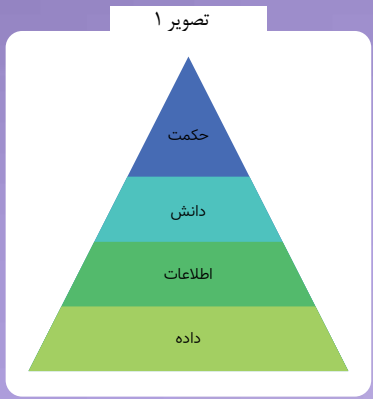 تصویر ۱
حکمت
دانش
اطلاعات
داده